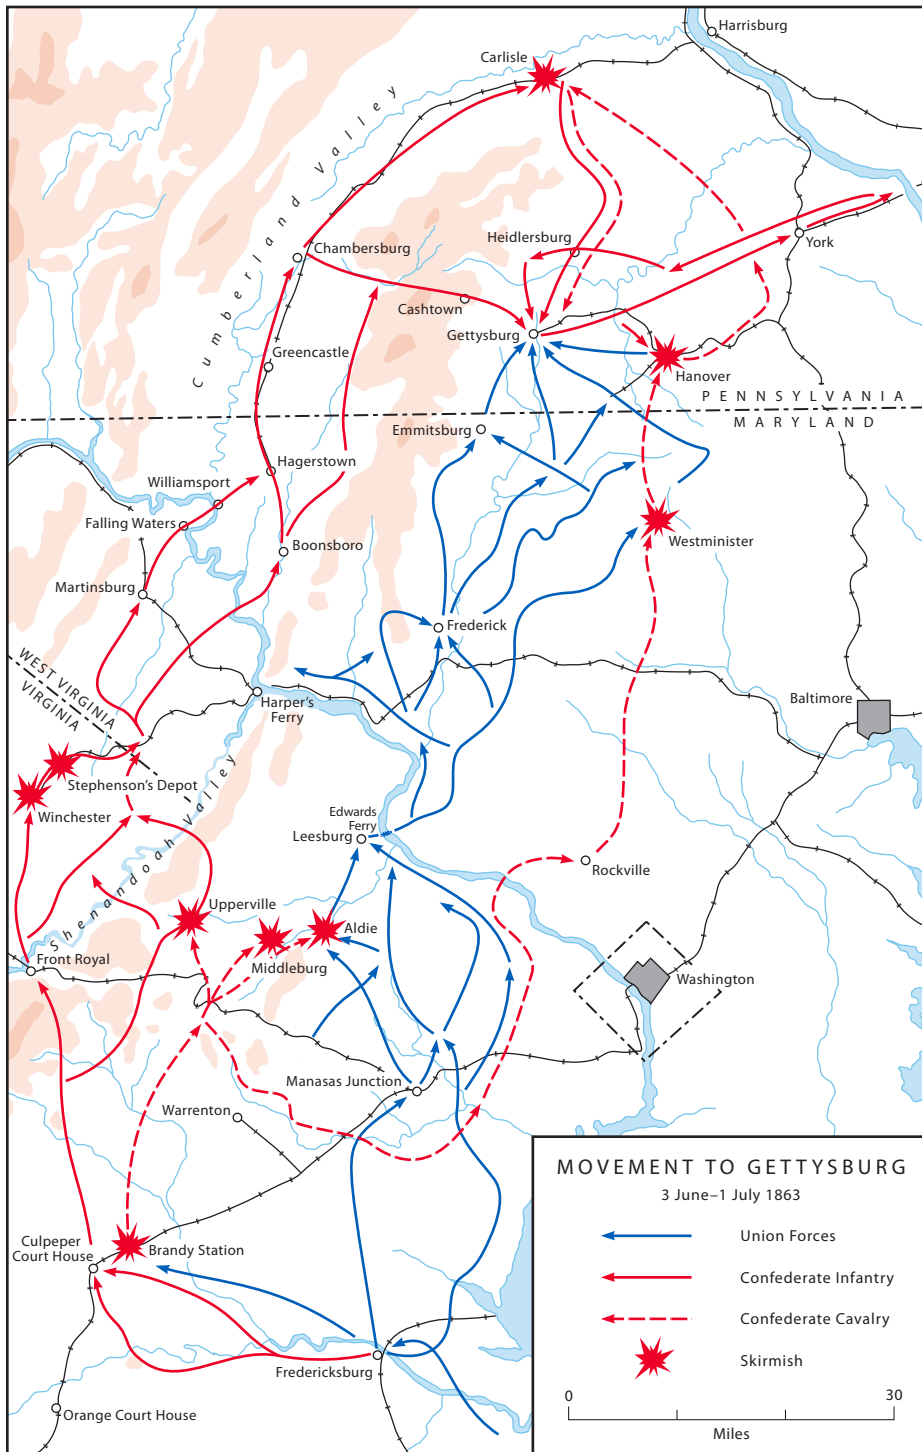 Harrisburg
Carlisle
Cumberland Valley
Chambersburg
Heidlersburg
York
Cashtown
Gettysburg
Greencastle
Hanover
PENNSYLVANIA
MARYLAND
Emmitsburg
Hagerstown
Williamsport
Falling Waters
Westminister
Boonsboro
Martinsburg
Frederick
WEST VIRGINIA
VIRGINIA
Harper's
Ferry
Baltimore
Stephenson's Depot
Winchester
Edwards
Ferry
Leesburg
Shenandoah Valley
Rockville
Upperville
Aldie
Middleburg
Front Royal
Washington
Manasas Junction
Warrenton
Culpeper
Court House
Brandy Station
Fredericksburg
Orange Court House
MOVEMENT TO GETTYSBURG
3 June–1 July 1863
Union Forces
Confederate Infantry
Confederate Cavalry
Skirmish
0
30
Miles